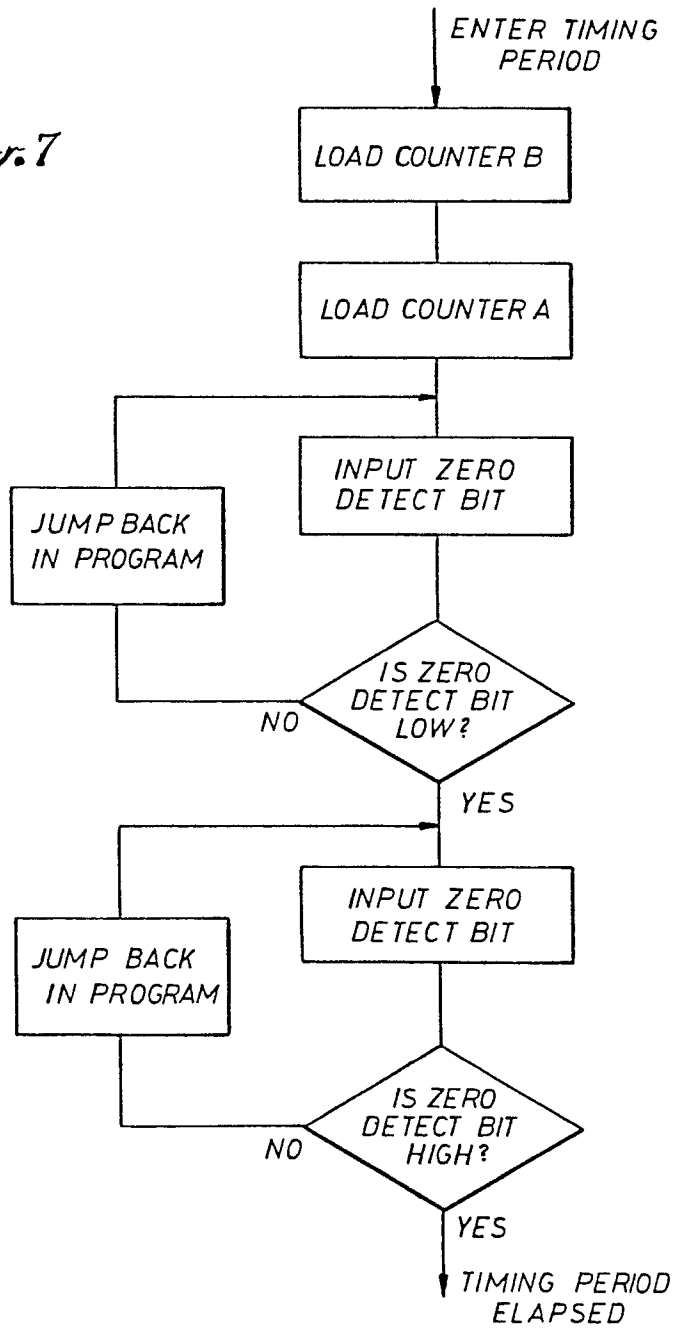 ENTER TIMING
PERIOD
LOAD COUNTER B
LOAD COUNTER A
INPUT ZERO
DETECT BIT
JUMP BACK
IN PROGRAM
IS ZERO
DETECT BIT
LOW?
NO
YES
INPUT ZERO
DETECT BIT
JUMP BACK
IN PROGRAM
IS ZERO
DETECT BIT
HIGH?
NO
YES
TIMING PERIOD
ELAPSED